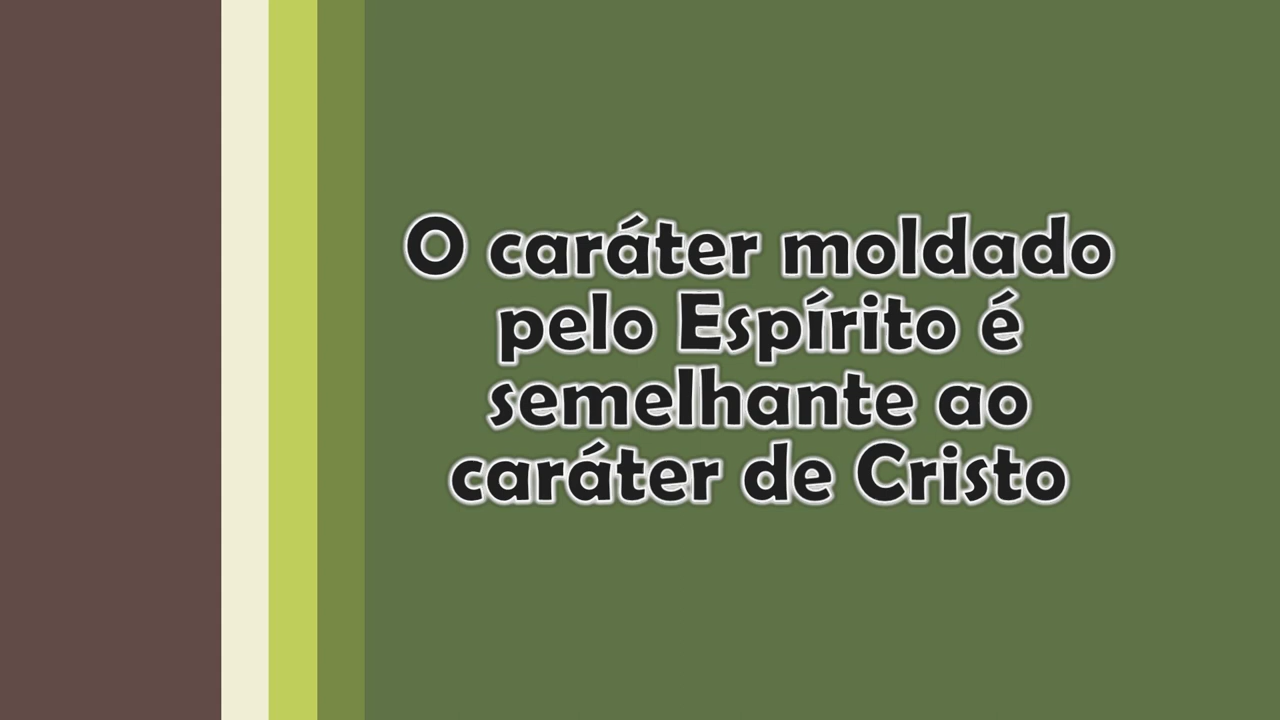 O caráter moldado
pelo Espírito é
semelhante ao
caráter de Cristo